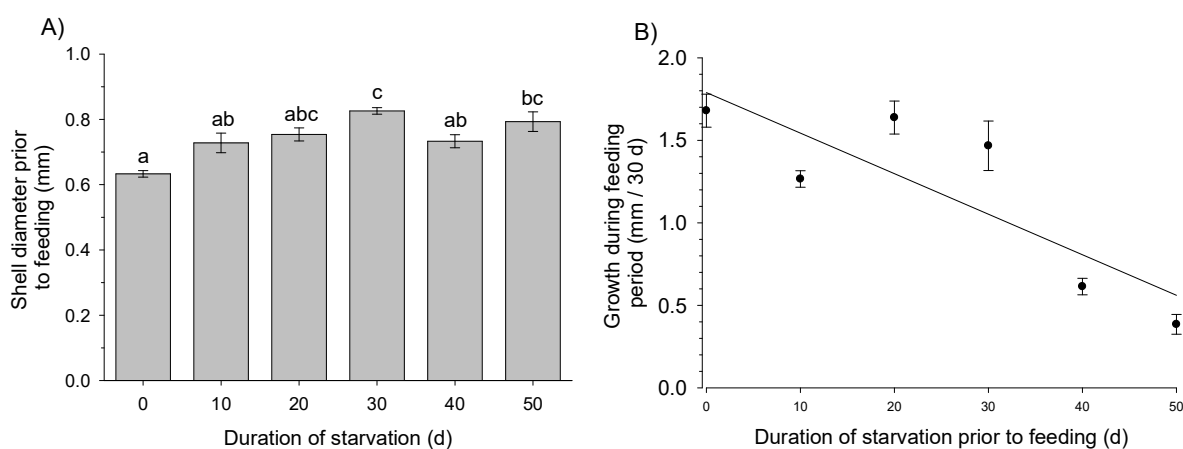 A)
Shell diameter prior
to feeding (mm)
1.0
0.8
0.6
0.4
0.2
0.0
a
ab
abc
c
ab
bc
0 10 20 30 40 50
Duration of starvation (d)
B)
Growth during feeding
period (mm / 30 d)
2.0
1.5
1.0
0.5
0.0
0 10 20 30 40 50
Duration of starvation prior to feeding (d)